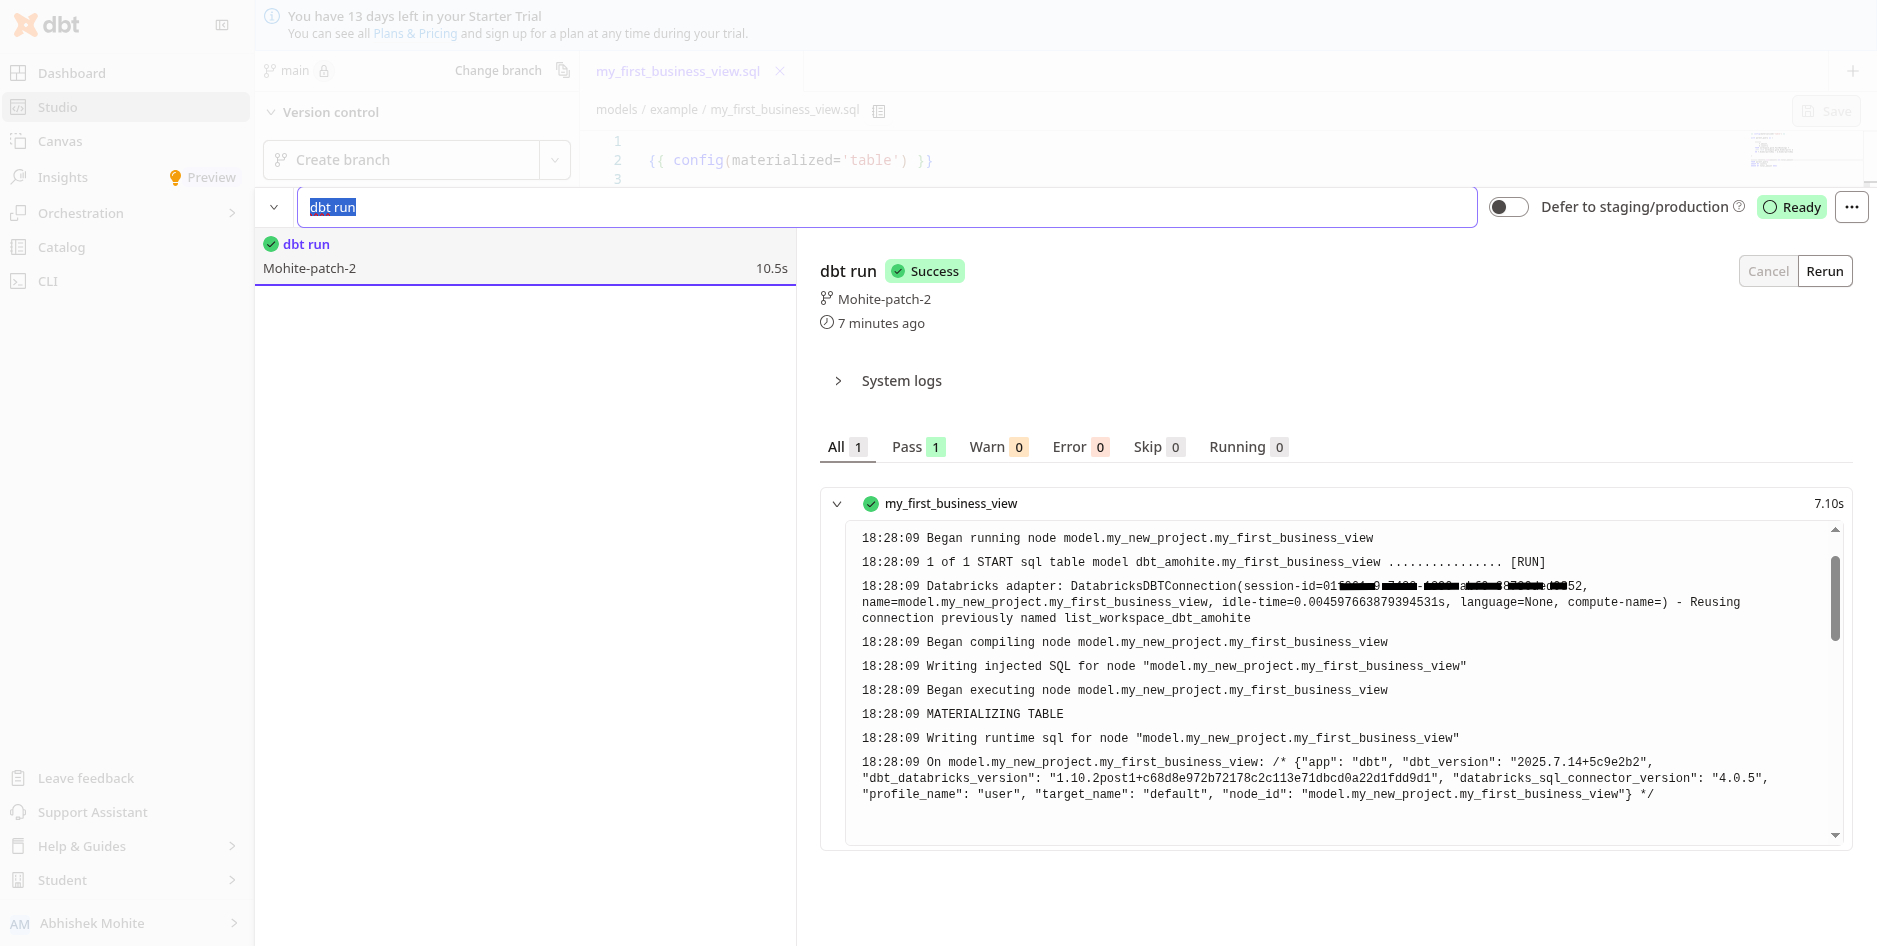 dbt
You have 13 days left in your Starter Trial
You can see all Plans & Pricing and sign up for a plan at any time during your trial.
Dashboard
Studio
Canvas
Insights Preview
Orchestration
Catalog
CLI
Leave feedback
Support Assistant
Help & Guides
Student
AM Abhishek Mohite
main Change branch
Version control
Create branch
my_first_business_view.sql
models / example / my_first_business_view.sql
Save
1
2 {{ config(materialized='table') }}
3
dbt run
Defer to staging/production Ready
dbt run
Mohite-patch-2 10.5s
dbt run Success
Cancel Rerun
Mohite-patch-2
7 minutes ago
System logs
All 1 Pass 1 Warn 0 Error 0 Skip 0 Running 0
my_first_business_view 7.10s
18:28:09 Began running node model.my_new_project.my_first_business_view
18:28:09 1 of 1 START sql table model dbt_amohite.my_first_business_view ................ [RUN]
18:28:09 Databricks adapter: DatabricksDBTConnection(session-id=
name=model.my_new_project.my_first_business_view, idle-time=0.004597663879394531s, language=None, compute-name=) - Reusing
connection previously named list_workspace_dbt_amohite
18:28:09 Began compiling node model.my_new_project.my_first_business_view
18:28:09 Writing injected SQL for node "model.my_new_project.my_first_business_view"
18:28:09 Began executing node model.my_new_project.my_first_business_view
18:28:09 MATERIALIZING TABLE
18:28:09 Writing runtime sql for node "model.my_new_project.my_first_business_view"
18:28:09 On model.my_new_project.my_first_business_view: /* {"app": "dbt", "dbt_version": "2025.7.14+5c9e2b2",
"dbt_databricks_version": "1.10.2post1+c68d8e972b72178c2c113e71dbcd0a22d1fdd9d1", "databricks_sql_connector_version": "4.0.5",
"profile_name": "user", "target_name": "default", "node_id": "model.my_new_project.my_first_business_view"} */